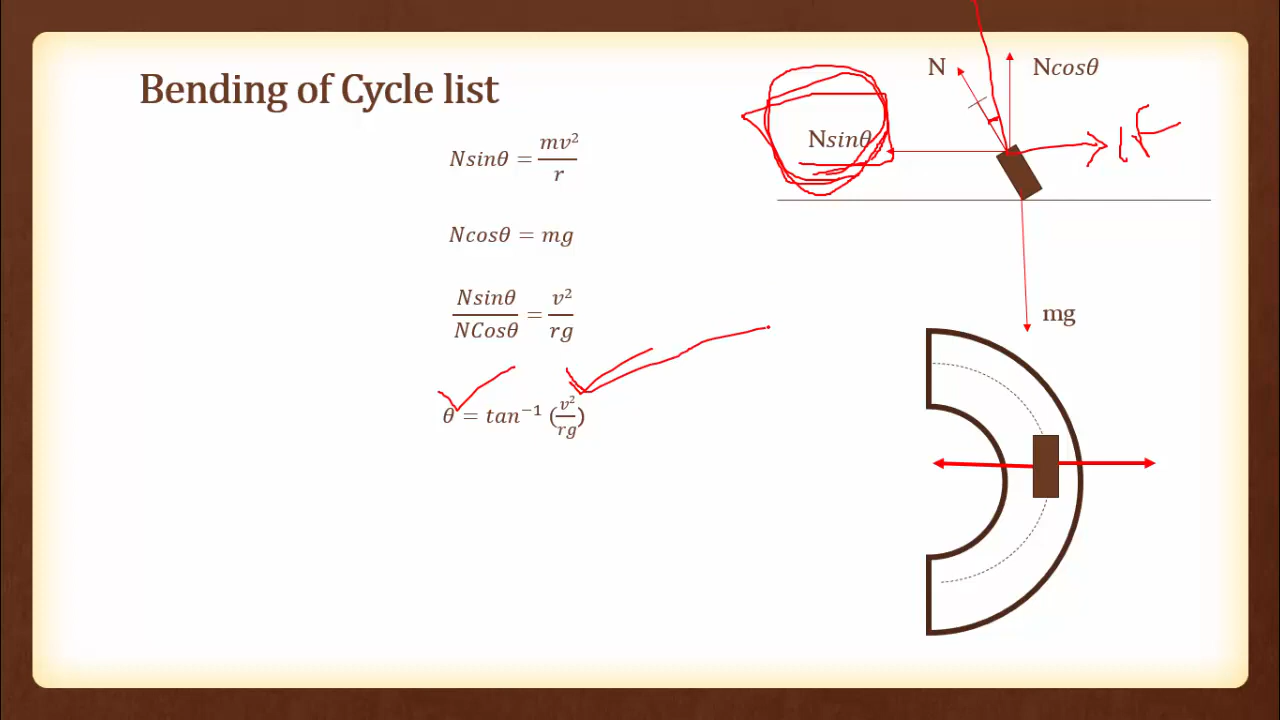 Bending of Cycle list
Nsinθ = mv²/r
Ncosθ = mg
Nsinθ/NCosθ = v²/rg
θ = tan⁻¹ (v²/rg)
N
Ncosθ
Nsinθ
mg